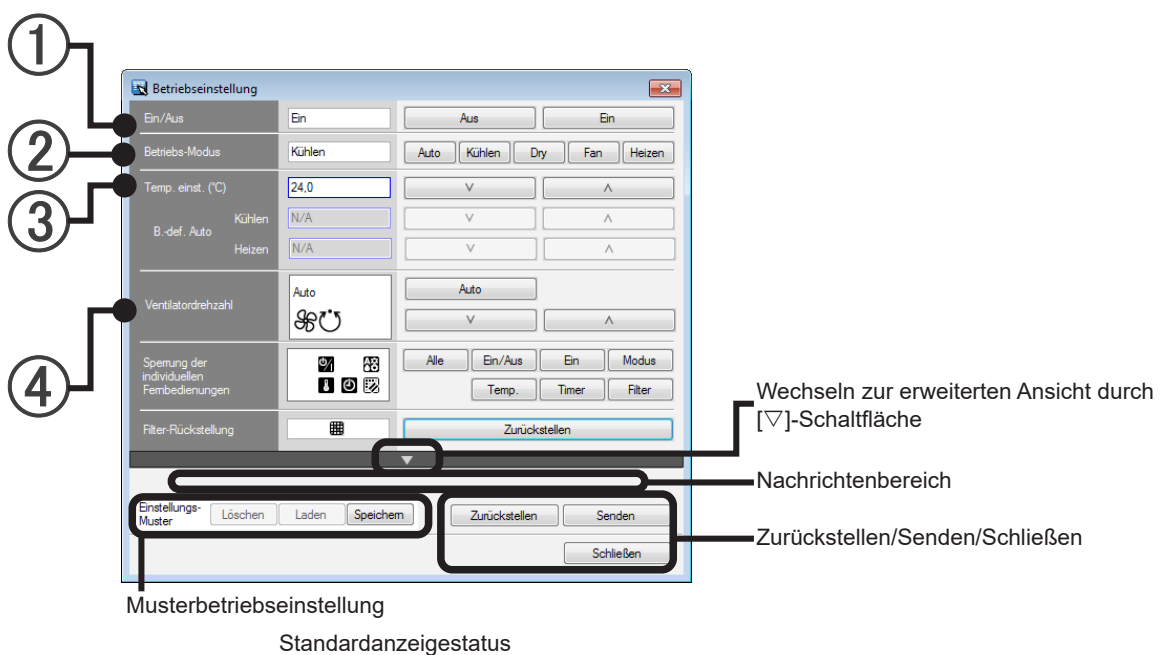 1
Betriebseinstellung
Ein/Aus Ein Aus Ein
2
Betriebs-Modus Kühlen Auto Kühlen Dry Fan Heizen
3
Temp. einst. (°C) 24,0 ∨ ∧
B.-def. Auto
Kühlen N/A ∨ ∧
Heizen N/A ∨ ∧
4
Ventilatordrehzahl Auto Auto
∨ ∧
Sperrung der
individuellen
Fernbedienungen
Alle Ein/Aus Ein Modus
Temp. Timer Filter
Filter-Rückstellung Zurückstellen
▼
Wechseln zur erweiterten Ansicht durch
[▽]-Schaltfläche
Nachrichtenbereich
Einstellungs-
Muster
Löschen Laden Speichern Zurückstellen Senden
Schließen
Zurückstellen/Senden/Schließen
Musterbetriebseinstellung
Standardanzeigestatus